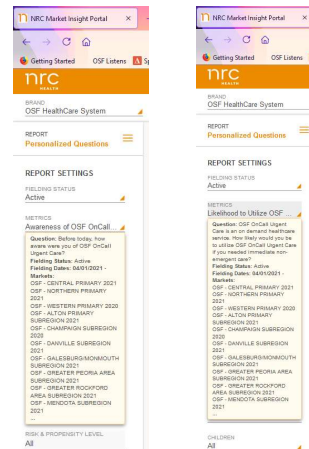 NRC Market Insight Portal ×
Getting Started OSF Listens
nrc
HEALTH
BRAND
OSF HealthCare System
REPORT
Personalized Questions
REPORT SETTINGS
FIELDING STATUS
Active
METRICS
Awareness of OSF OnCall ...
Question: Before today, how
aware were you of OSF OnCall
Urgent Care?
Fielding Status: Active
Fielding Dates: 04/01/2021 -
Markets:
OSF - CENTRAL PRIMARY 2021
OSF - NORTHERN PRIMARY
2021
OSF - WESTERN PRIMARY 2020
OSF - ALTON PRIMARY
SUBREGION 2021
OSF - CHAMPAIGN SUBREGION
2020
OSF - DANVILLE SUBREGION
2021
OSF - GALESBURG/MONMOUTH
SUBREGION 2021
OSF - GREATER PEORIA AREA
SUBREGION 2021
OSF - GREATER ROCKFORD
AREA SUBREGION 2021
OSF - MENDOTA SUBREGION
2021
...
RISK & PROPENSITY LEVEL
All
NRC Market Insight Portal ×
Getting Started OSF Listens
nrc
HEALTH
BRAND
OSF HealthCare System
REPORT
Personalized Questions
REPORT SETTINGS
FIELDING STATUS
Active
METRICS
Likelihood to Utilize OSF ...
Question: OSF OnCall Urgent
Care is an on demand healthcare
service. How likely would you be
to utilize OSF OnCall Urgent Care
if you needed immediate non-
emergent care?
Fielding Status: Active
Fielding Dates: 04/01/2021 -
Markets:
OSF - CENTRAL PRIMARY 2021
OSF - NORTHERN PRIMARY
2021
OSF - WESTERN PRIMARY 2020
OSF - ALTON PRIMARY
SUBREGION 2021
OSF - CHAMPAIGN SUBREGION
2020
OSF - DANVILLE SUBREGION
2021
OSF - GALESBURG/MONMOUTH
SUBREGION 2021
OSF - GREATER PEORIA AREA
SUBREGION 2021
OSF - GREATER ROCKFORD
AREA SUBREGION 2021
OSF - MENDOTA SUBREGION
2021
...
CHILDREN
All